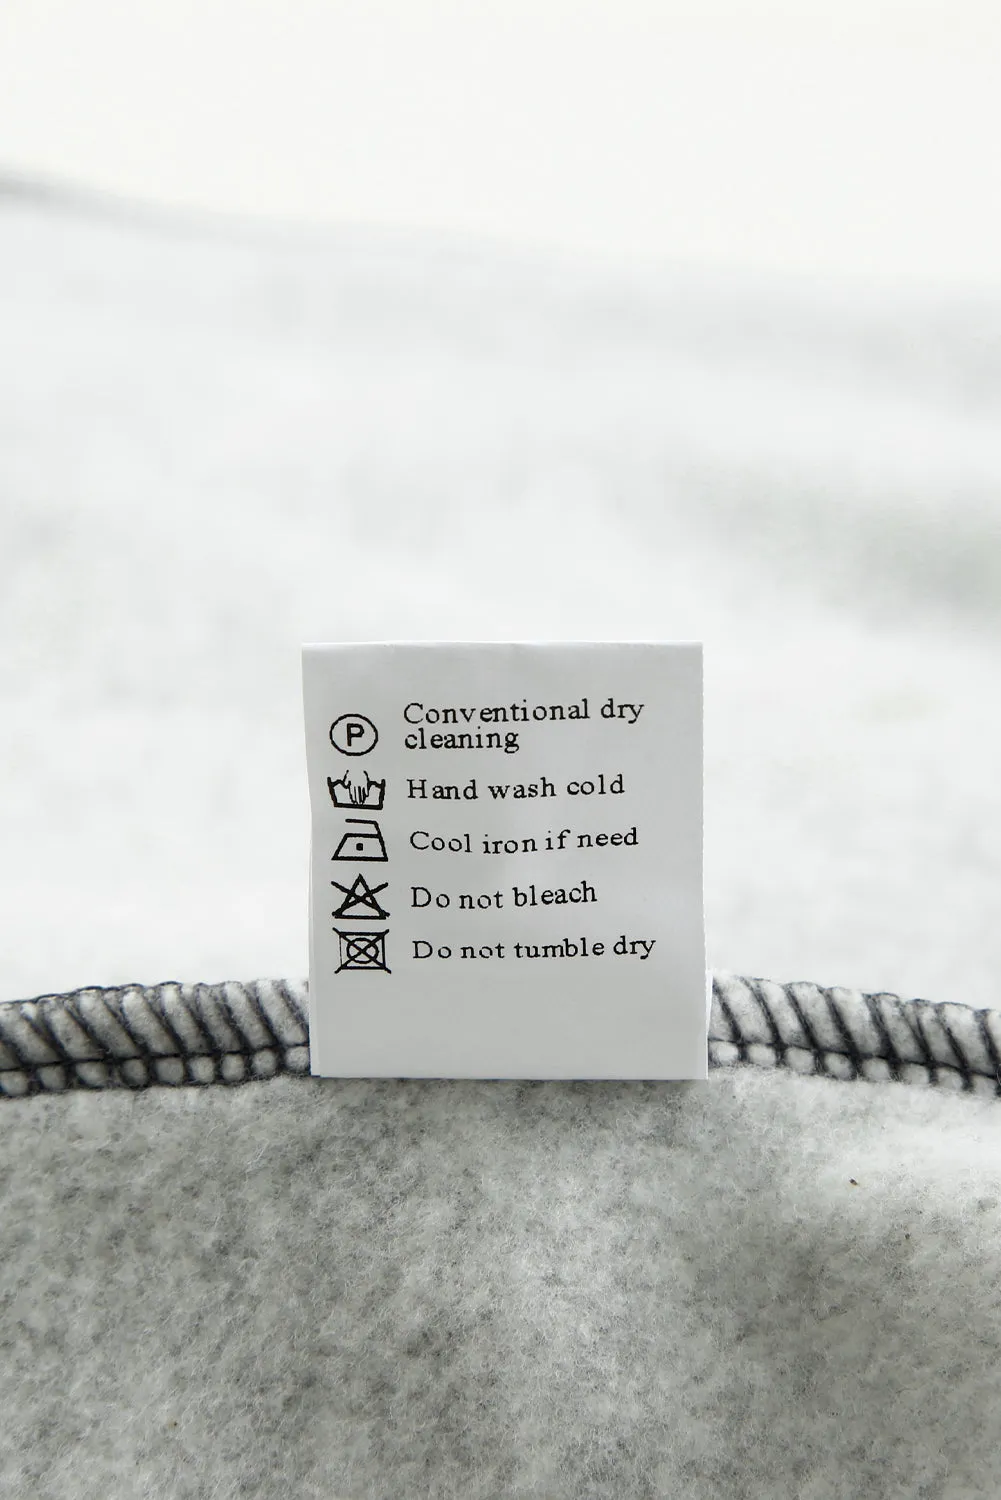 Conventional dry
cleaning
P
Hand wash cold
Cool iron if need
Do not bleach
Do not tumble dry